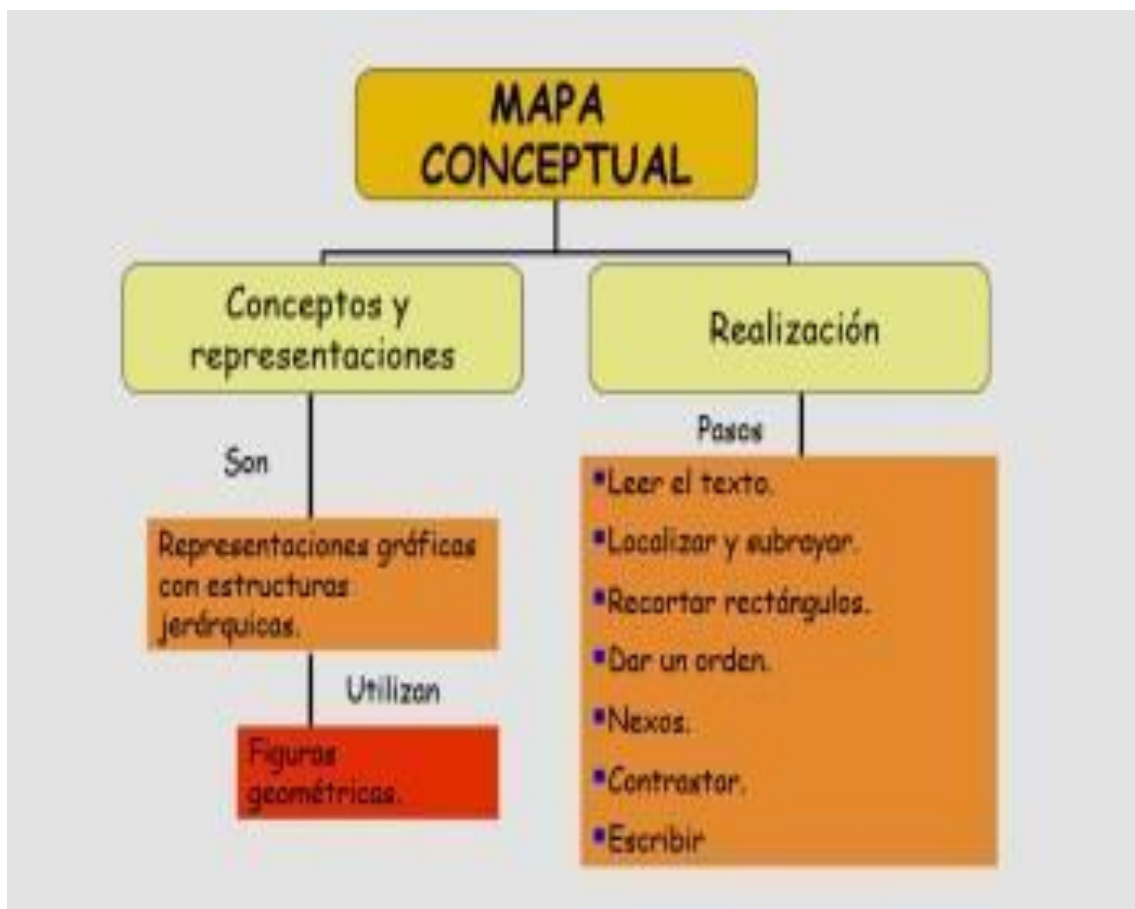 MAPA
CONCEPTUAL
Conceptos y
representaciones
Realización
Son
Pasos
Representaciones gráficas
con estructuras
jerárquicas.
Utilizan
Figuras
geométricas.
▪Leer el texto.
▪Localizar y subrayar.
▪Recortar rectángulos.
▪Dar un orden.
▪Nexos.
▪Contrastar.
▪Escribir